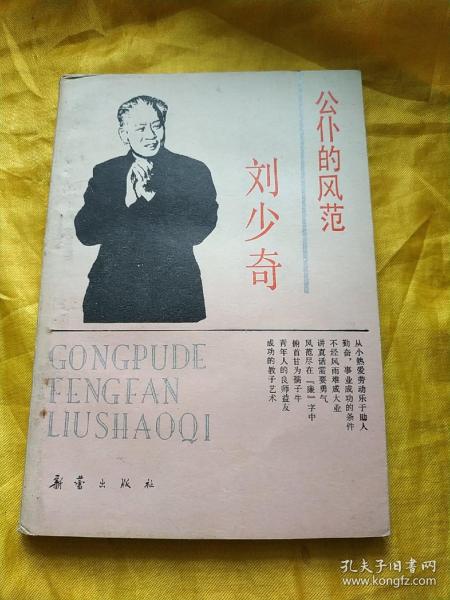 公仆的风范
刘少奇
GONGPUDE
FENGFAN
LIUSHAOQI
从小热爱劳动乐于助人
勤奋，事业成功的条件
不经风雨难成大业
讲真话需要勇气
风范尽在「廉」字中
俯首甘为孺子牛
青年人的良师益友
成功的教子艺术
新蕾出版社
孔夫子旧书网
www.kongfz.com